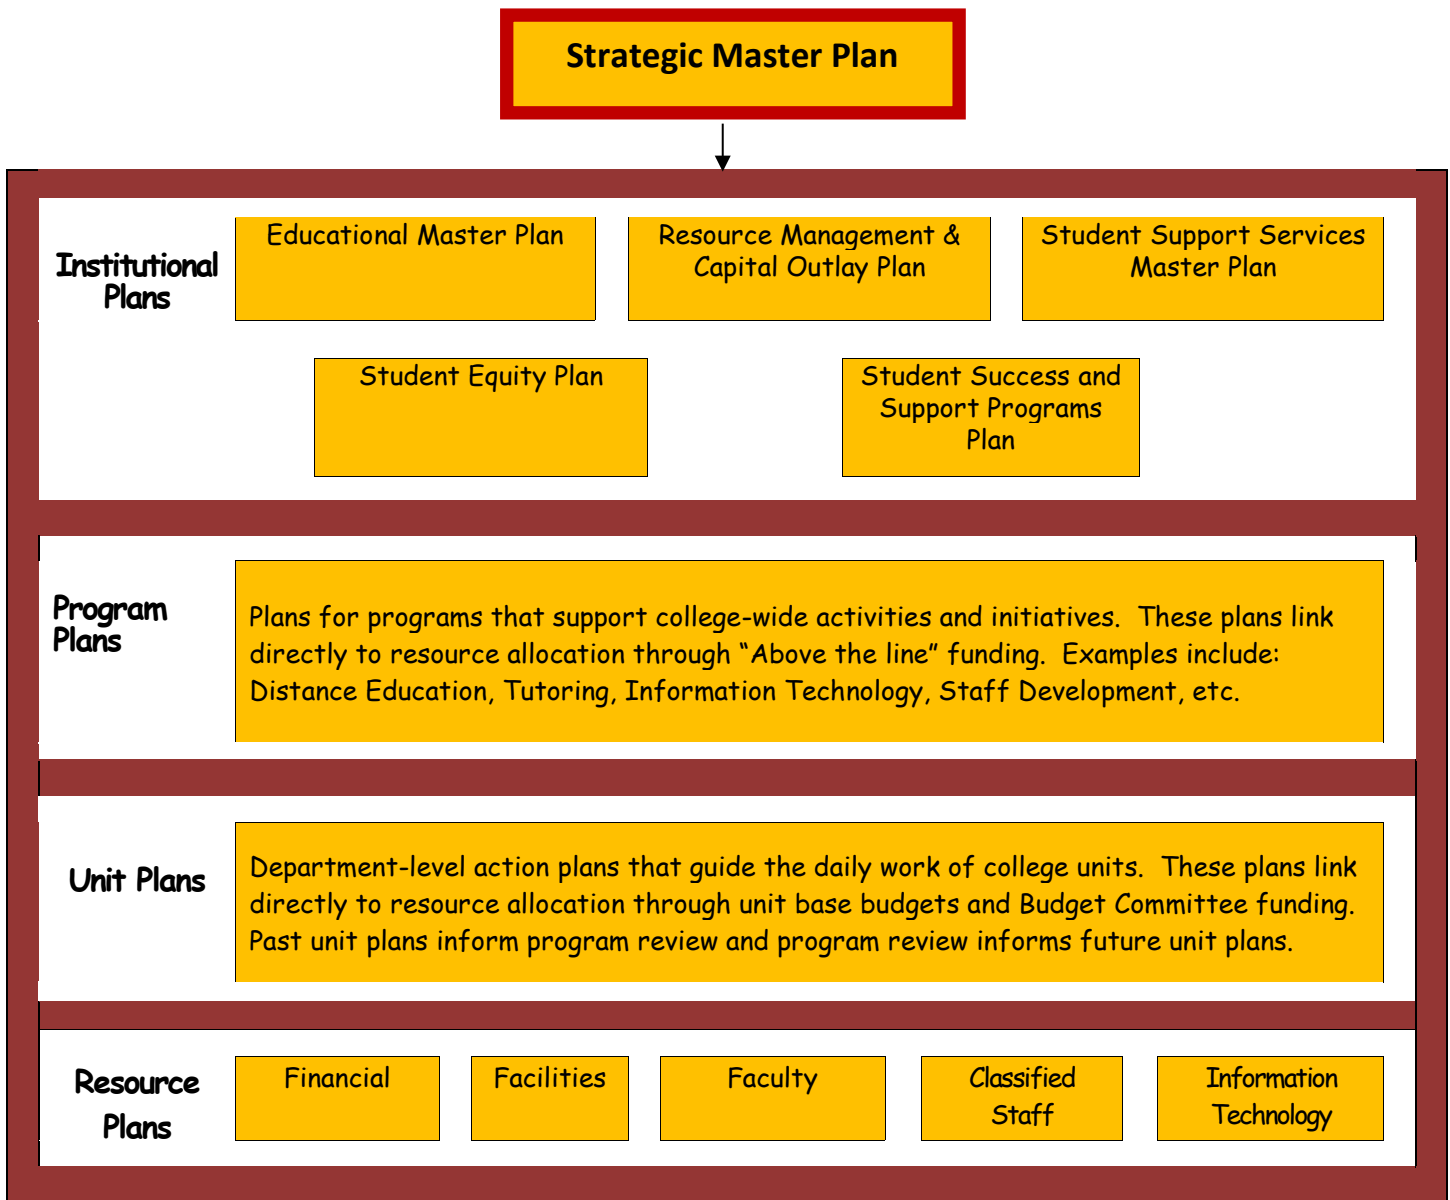 Strategic Master Plan
Institutional
Plans
Educational Master Plan
Resource Management &
Capital Outlay Plan
Student Support Services
Master Plan
Student Equity Plan
Student Success and
Support Programs
Plan
Program
Plans
Plans for programs that support college-wide activities and initiatives.  These plans link
directly to resource allocation through “Above the line” funding.  Examples include:
Distance Education, Tutoring, Information Technology, Staff Development, etc.
Unit Plans
Department-level action plans that guide the daily work of college units.  These plans link
directly to resource allocation through unit base budgets and Budget Committee funding.
Past unit plans inform program review and program review informs future unit plans.
Resource
Plans
Financial
Facilities
Faculty
Classified
Staff
Information
Technology